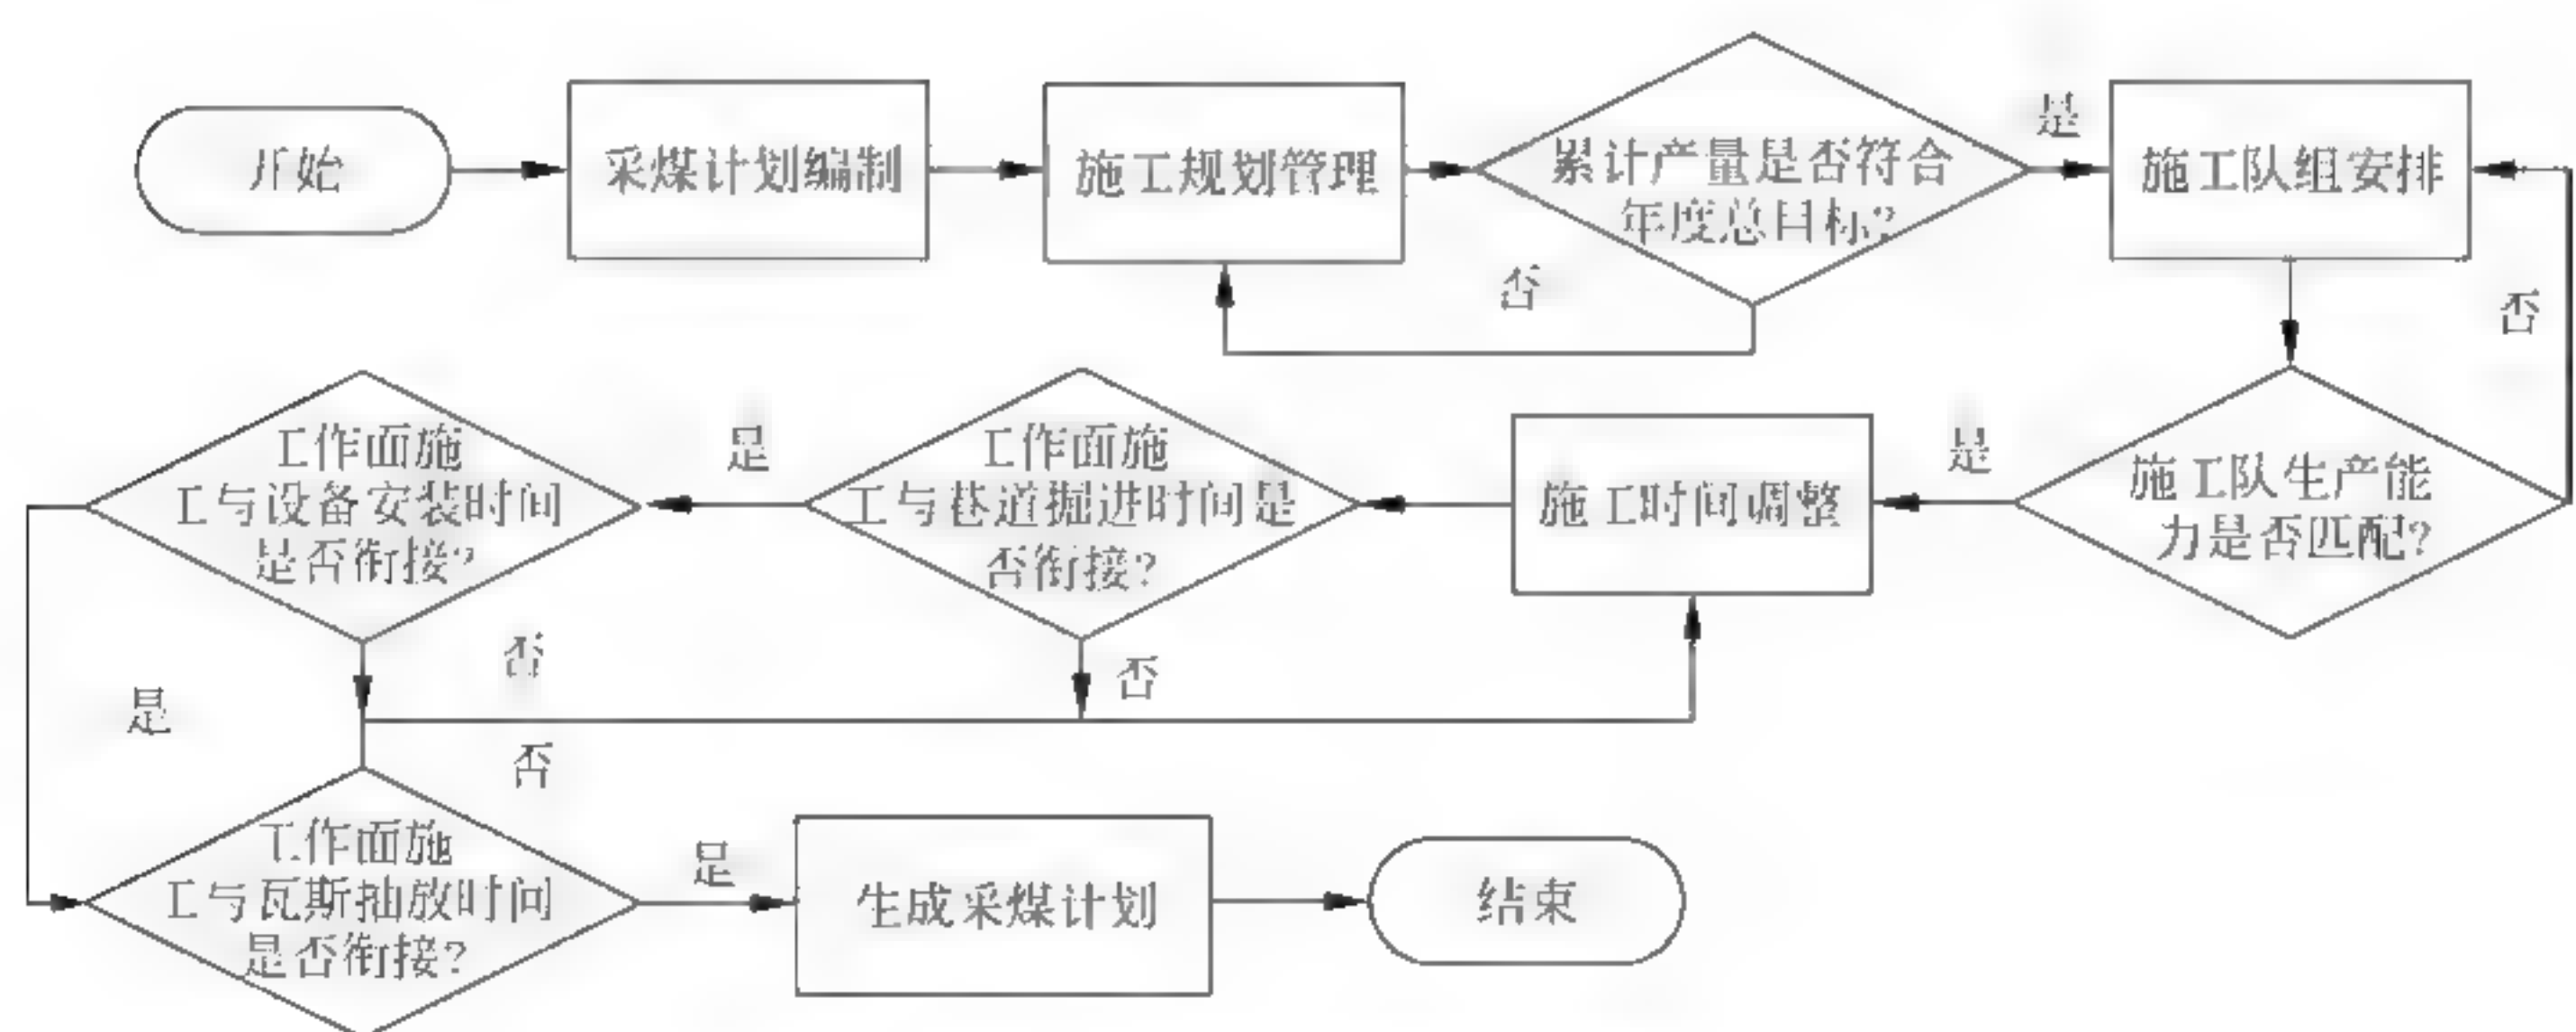 开始
采煤计划编制
施工规划管理
累计产量是否符合
年度总目标?
是
施工队组安排
否
否
工作面施
工与设备安装时间
是否衔接?
是
工作面施
工与巷道掘进时间是
否衔接?
施工时间调整
是
施工队生产能
力是否匹配?
否
否
是
否
工作面施
工与瓦斯抽放时间
是否衔接?
是
生成采煤计划
结束